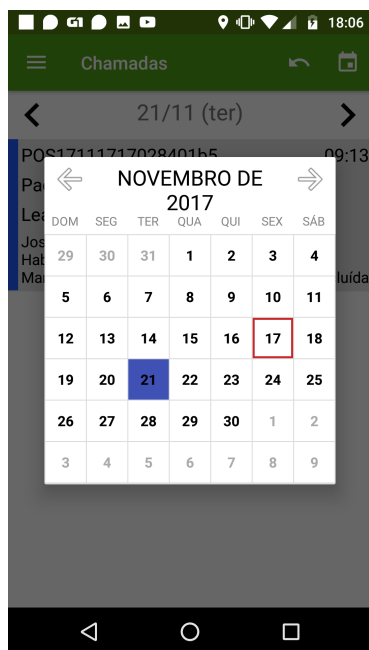 G1 18:06
Chamadas
21/11 (ter)
POS17111717028401b5 09:13
Pa
Lea
Jos
Hab
Mar luída
NOVEMBRO DE
2017
DOM SEG TER QUA QUI SEX SÁB
29 30 31 1 2 3 4
5 6 7 8 9 10 11
12 13 14 15 16 17 18
19 20 21 22 23 24 25
26 27 28 29 30 1 2
3 4 5 6 7 8 9